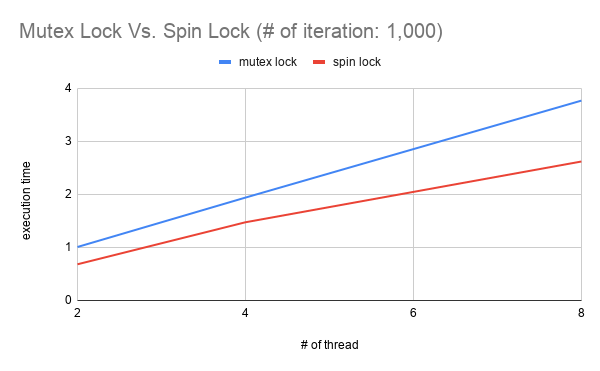 Mutex Lock Vs. Spin Lock (# of iteration: 1,000)
mutex lock spin lock
4
3
2
1
0
execution time
2 4 6 8
# of thread